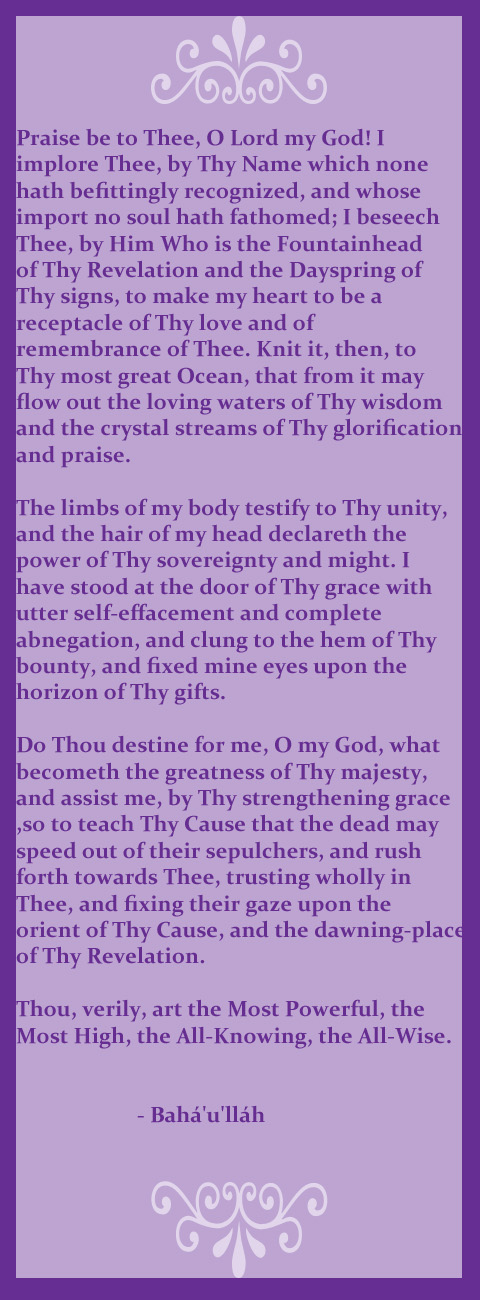 Praise be to Thee, O Lord my God! I
implore Thee, by Thy Name which none
hath befittingly recognized, and whose
import no soul hath fathomed; I beseech
Thee, by Him Who is the Fountainhead
of Thy Revelation and the Dayspring of
Thy signs, to make my heart to be a
receptacle of Thy love and of
remembrance of Thee. Knit it, then, to
Thy most great Ocean, that from it may
flow out the loving waters of Thy wisdom
and the crystal streams of Thy glorification
and praise.

The limbs of my body testify to Thy unity,
and the hair of my head declareth the
power of Thy sovereignty and might. I
have stood at the door of Thy grace with
utter self-effacement and complete
abnegation, and clung to the hem of Thy
bounty, and fixed mine eyes upon the
horizon of Thy gifts.

Do Thou destine for me, O my God, what
becometh the greatness of Thy majesty,
and assist me, by Thy strengthening grace
,so to teach Thy Cause that the dead may
speed out of their sepulchers, and rush
forth towards Thee, trusting wholly in
Thee, and fixing their gaze upon the
orient of Thy Cause, and the dawning-place
of Thy Revelation.

Thou, verily, art the Most Powerful, the
Most High, the All-Knowing, the All-Wise.

- Bahá'u'lláh